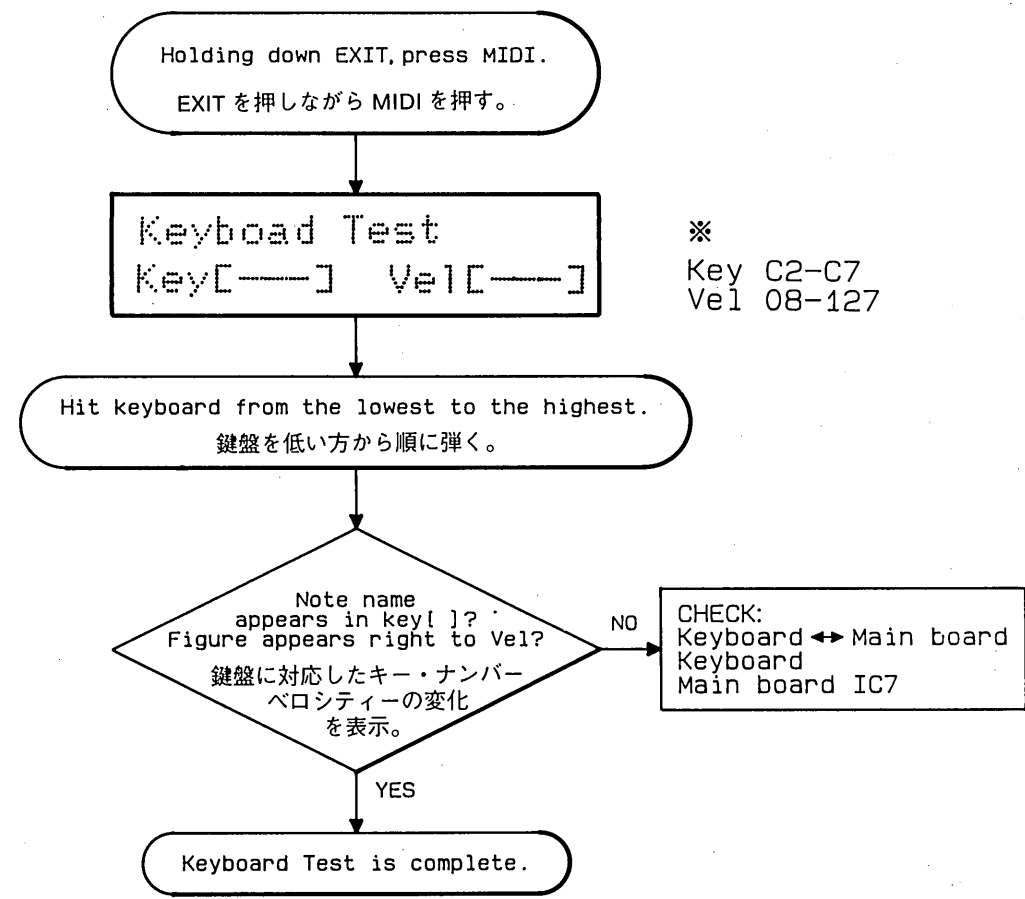 Holding down EXIT, press MIDI.
EXIT を押しながら MIDI を押す。
Keyboad Test
Key[−−−] Vel[−−−]
※
Key C2-C7
Vel 08-127
Hit keyboard from the lowest to the highest.
鍵盤を低い方から順に弾く。
Note name
appears in key[ ]?
Figure appears right to Vel?
鍵盤に対応したキー・ナンバー
ベロシティーの変化
を表示。
NO
CHECK:
Keyboard ↔ Main board
Keyboard
Main board IC7
YES
Keyboard Test is complete.